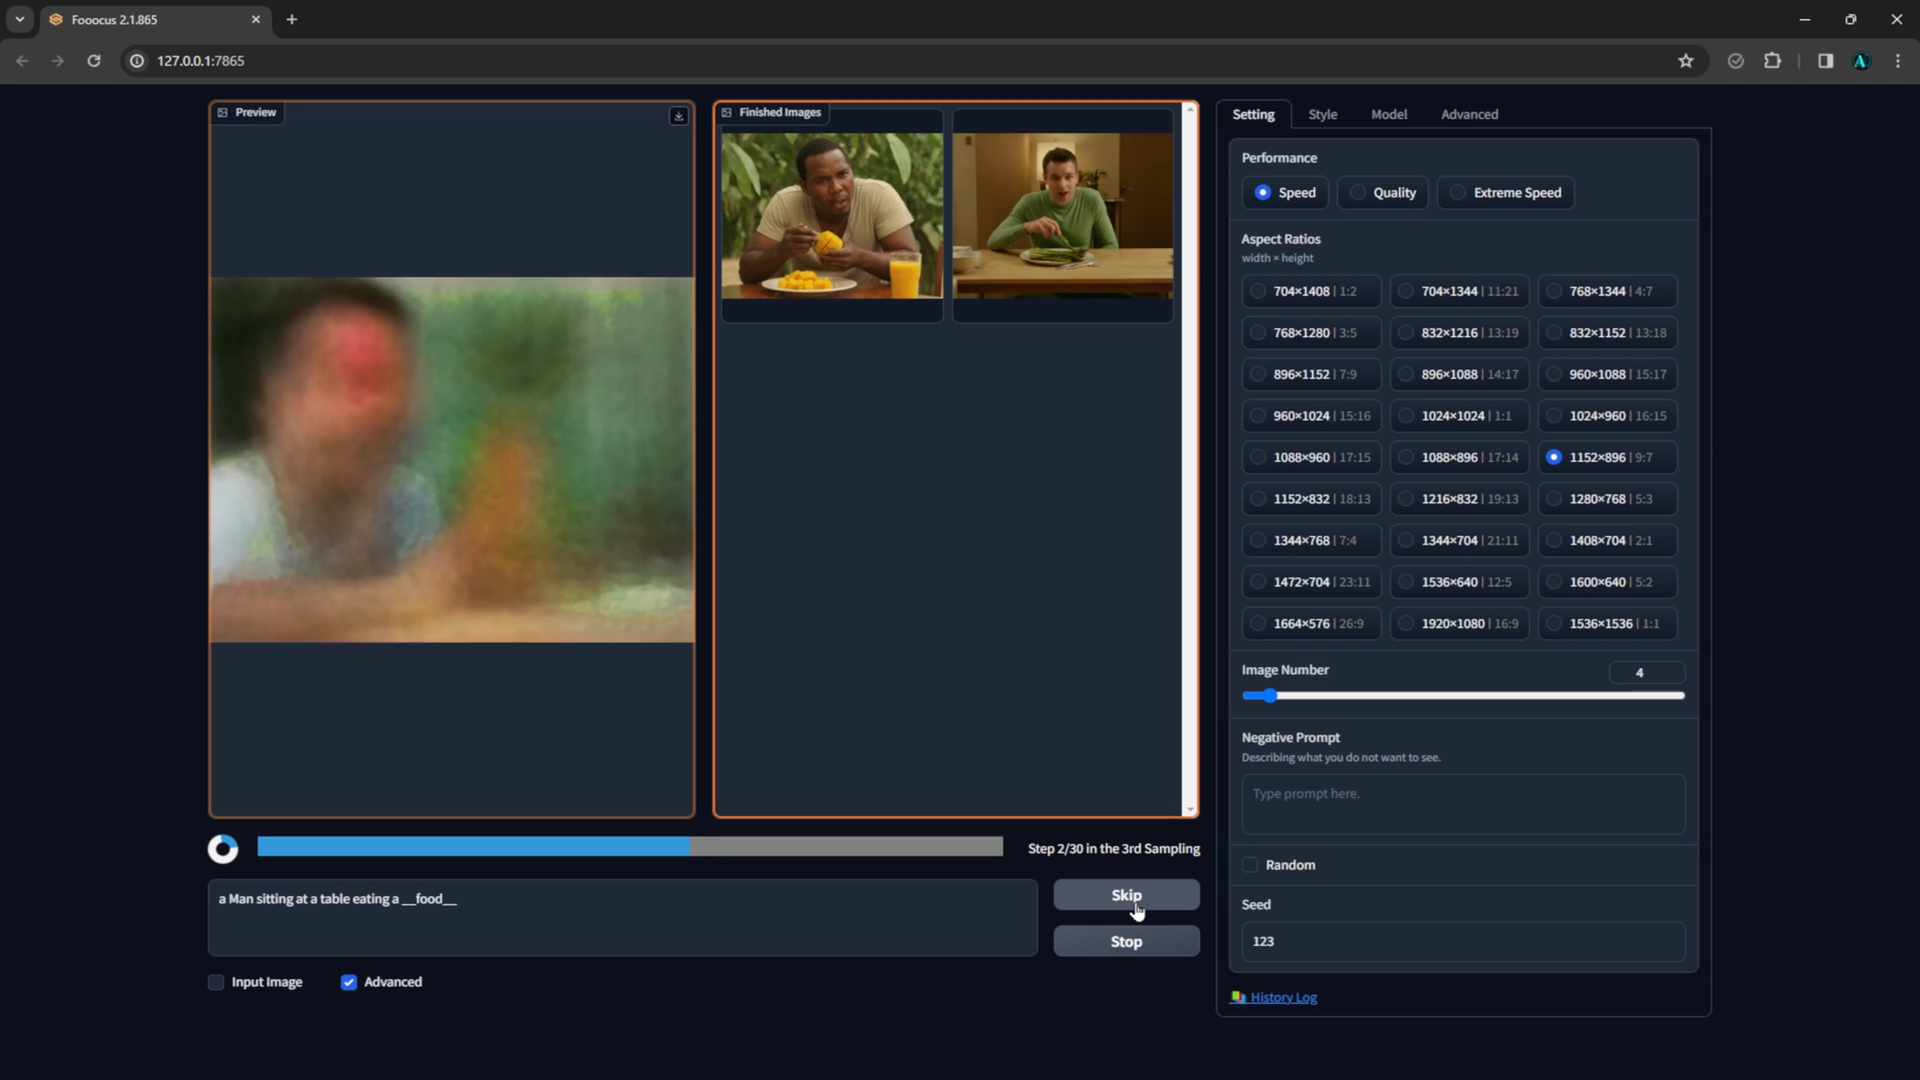 Fooocus 2.1.865
127.0.0.1:7865
Preview
Finished Images
Setting Style Model Advanced
Performance
Speed Quality Extreme Speed
Aspect Ratios
width × height
704×1408 | 1:2 704×1344 | 11:21 768×1344 | 4:7
768×1280 | 3:5 832×1216 | 13:19 832×1152 | 13:18
896×1152 | 7:9 896×1088 | 14:17 960×1088 | 15:17
960×1024 | 15:16 1024×1024 | 1:1 1024×960 | 16:15
1088×960 | 17:15 1088×896 | 17:14 1152×896 | 9:7
1152×832 | 18:13 1216×832 | 19:13 1280×768 | 5:3
1344×768 | 7:4 1344×704 | 21:11 1408×704 | 2:1
1472×704 | 23:11 1536×640 | 12:5 1600×640 | 5:2
1664×576 | 26:9 1920×1080 | 16:9 1536×1536 | 1:1
Image Number 4
Negative Prompt
Describing what you do not want to see.
Type prompt here.
Random
Seed
123
History Log
Step 2/30 in the 3rd Sampling
a Man sitting at a table eating a __food__
Skip
Stop
Input Image Advanced